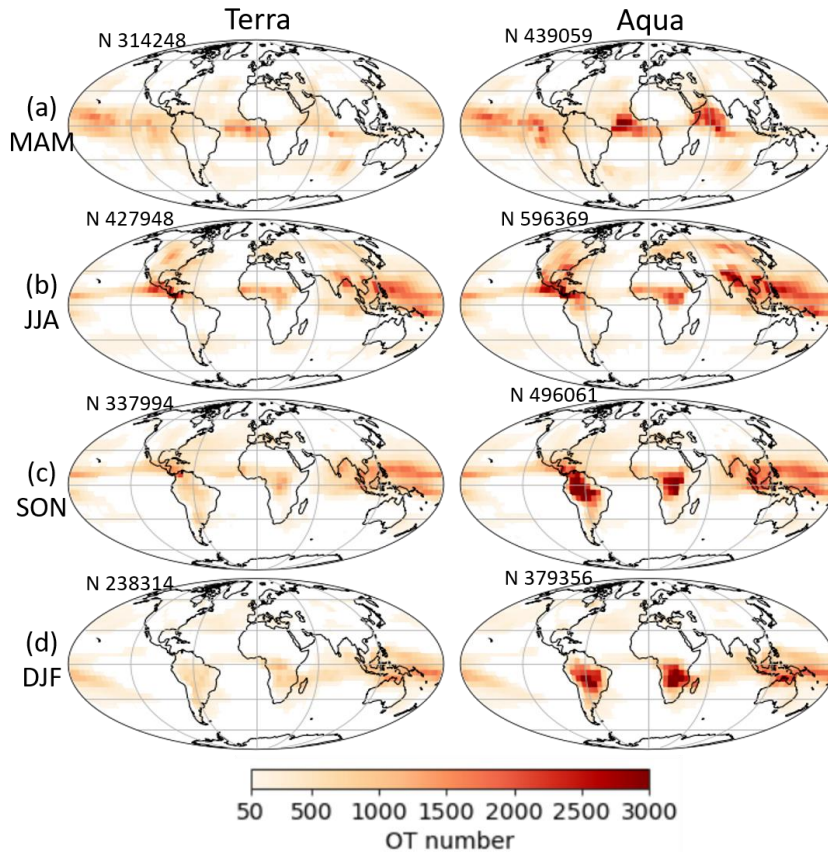 Terra Aqua
N 314248 N 439059
(a)
MAM
N 427948 N 596369
(b)
JJA
N 337994 N 496061
(c)
SON
N 238314 N 379356
(d)
DJF
50 500 1000 1500 2000 2500 3000
OT number